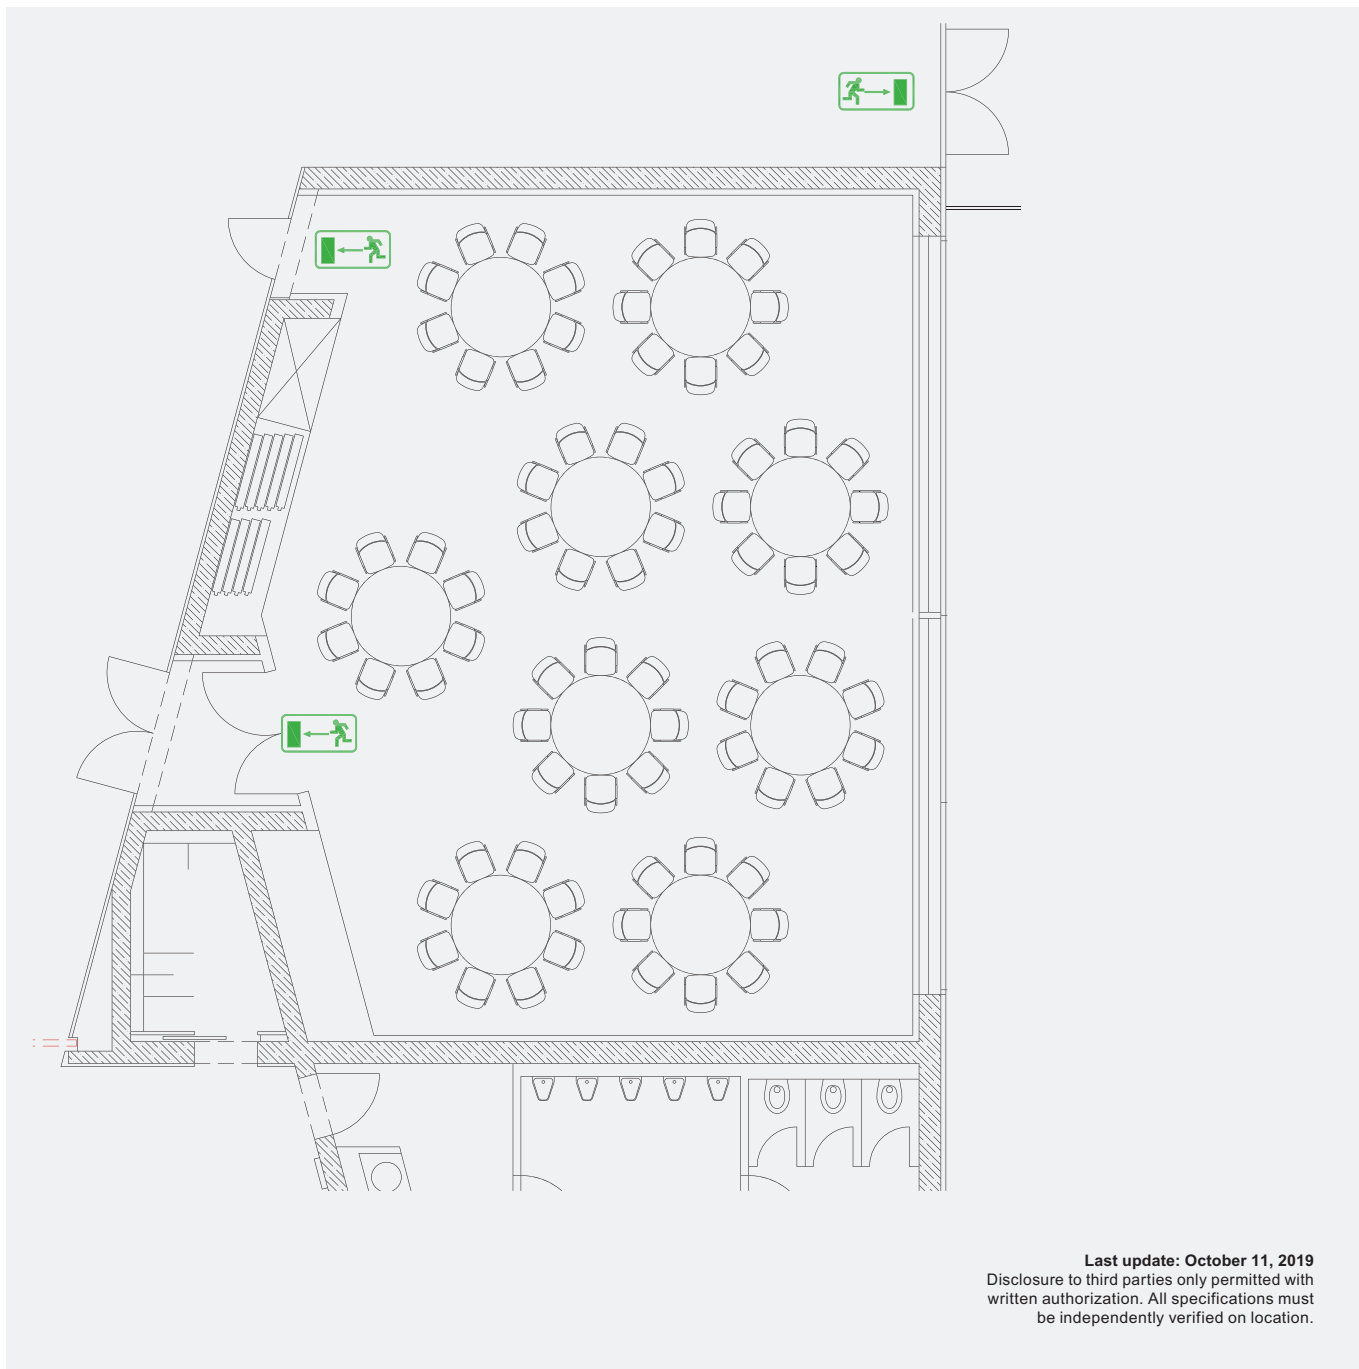 Last update: October 11, 2019
Disclosure to third parties only permitted with
written authorization. All specifications must
be independently verified on location.